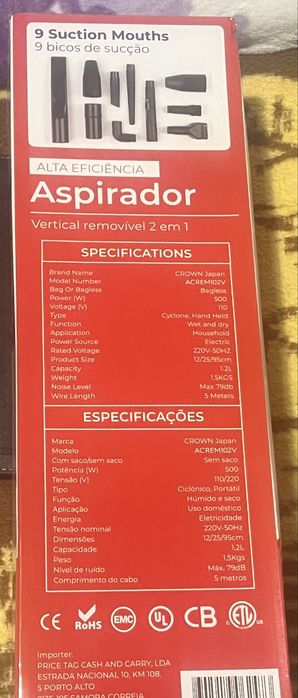 9 Suction Mouths
9 bicos de sucção
ALTA EFICIÊNCIA
Aspirador
Vertical removível 2 em 1
SPECIFICATIONS
Brand Name CROWN Japan
Model Number ACREM102V
Bag Or Bagless Bagless
Power (W) 500
Voltage (V) 110
Type Cyclone, Hand Held
Function Wet and dry
Application Household
Power Source Electric
Rated Voltage 220V-50HZ
Product Size 12/25/95cm
Capacity 1.2L
Weight 1.5KGS
Noise Level Max.79db
Wire Length 5 Meters
ESPECIFICAÇÕES
Marca CROWN Japan
Modelo ACREM102V
Com saco/sem saco Sem saco
Potência (W) 500
Tensão (V) 110/220
Tipo Ciclónico, Portátil
Função Húmido e seco
Aplicação Uso doméstico
Energia Eletricidade
Tensão nominal 220V-50Hz
Dimensões 12/25/95cm
Capacidade 1,2L
Peso 1,5Kgs
Nível de ruído Máx. 79dB
Comprimento do cabo 5 metros
CE RoHS EMC UL CB ETL
Importer:
PRICE TAG CASH AND CARRY, LDA
ESTRADA NACIONAL 10, KM 108,
5 PORTO ALTO
SAMORA CORREIA